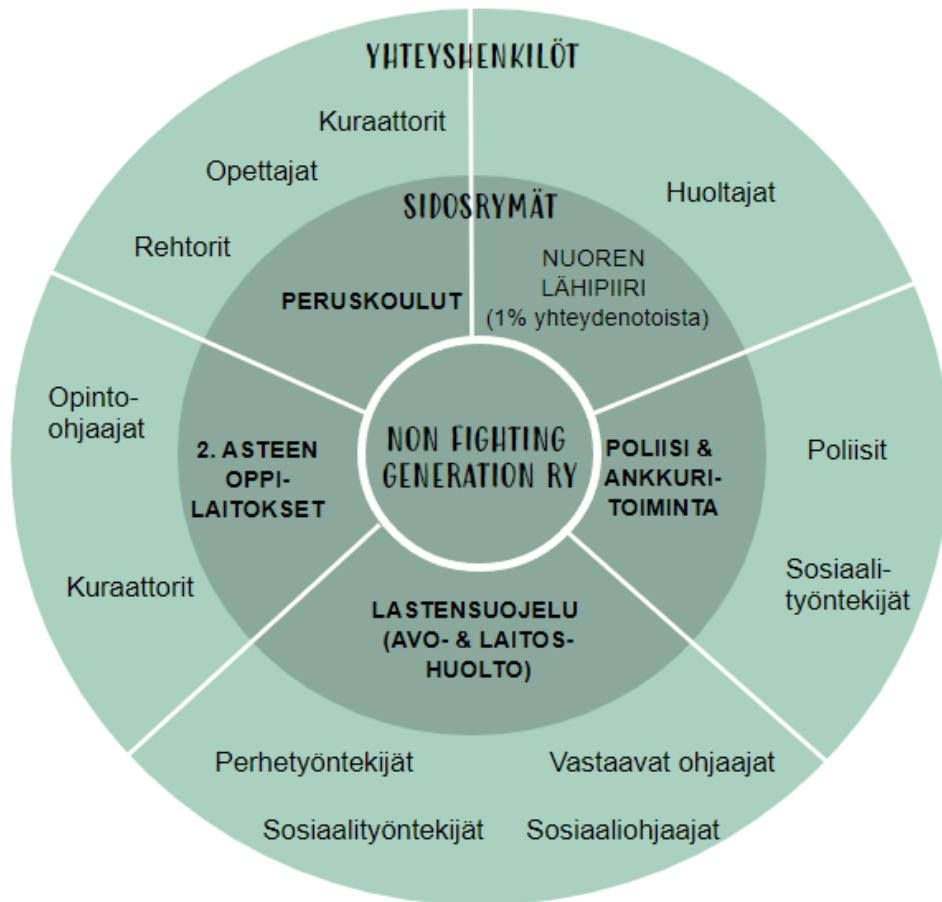 YHTEYSHENKILÖT
Kuraattorit
Opettajat
Rehtorit
Huoltajat
SIDOSRYMÄT
PERUSKOULUT
NUOREN
LÄHIPIIRI
(1% yhteydenotoista)
Opinto-
ohjaajat
Kuraattorit
2. ASTEEN
OPPI-
LAITOKSET
NON FIGHTING
GENERATION RY
POLIISI &
ANKKURI-
TOIMINTA
Poliisit
Sosiaali-
työntekijät
LASTENSUOJELU
(AVO- & LAITOS-
HUOLTO)
Perhetyöntekijät
Vastaavat ohjaajat
Sosiaalityöntekijät
Sosiaaliohjaajat